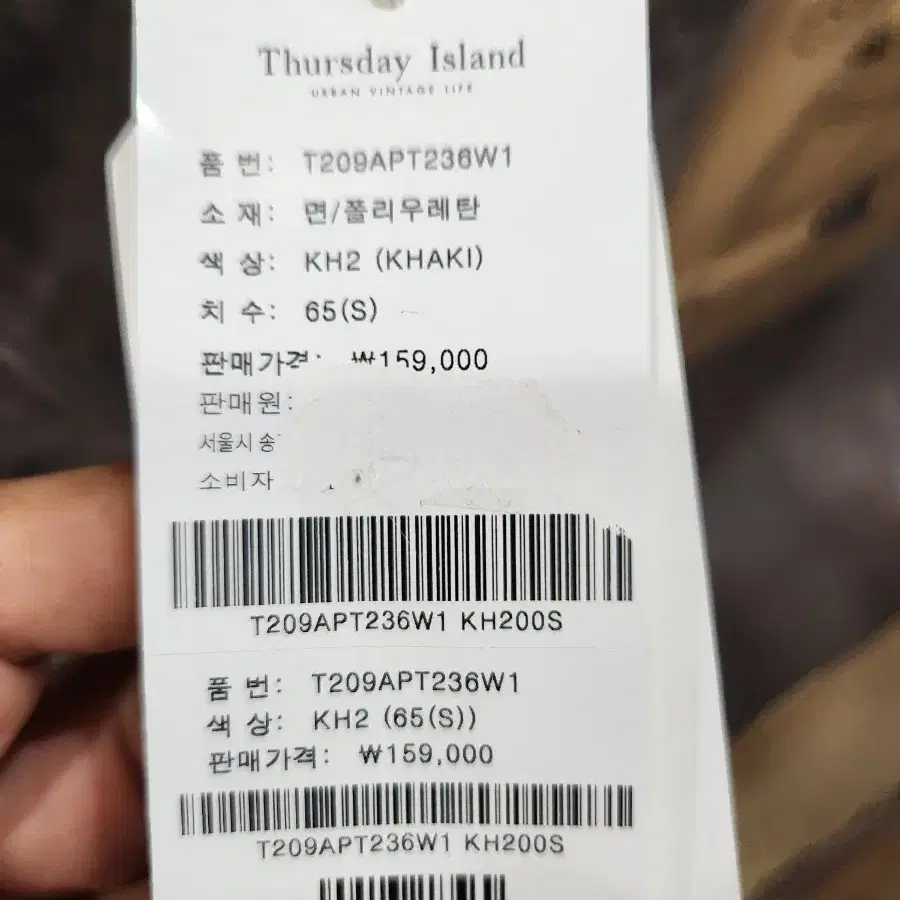 Thursday Island
URBAN VINTAGE LIFE
품 번: T209APT236W1
소 재: 면/폴리우레탄
색 상: KH2 (KHAKI)
치 수: 65(S)
판매가격: ₩159,000
판매원:
서울시 송
소비자
T209APT236W1 KH200S
품 번: T209APT236W1
색 상: KH2 (65(S))
판매가격: ₩159,000
T209APT236W1 KH200S